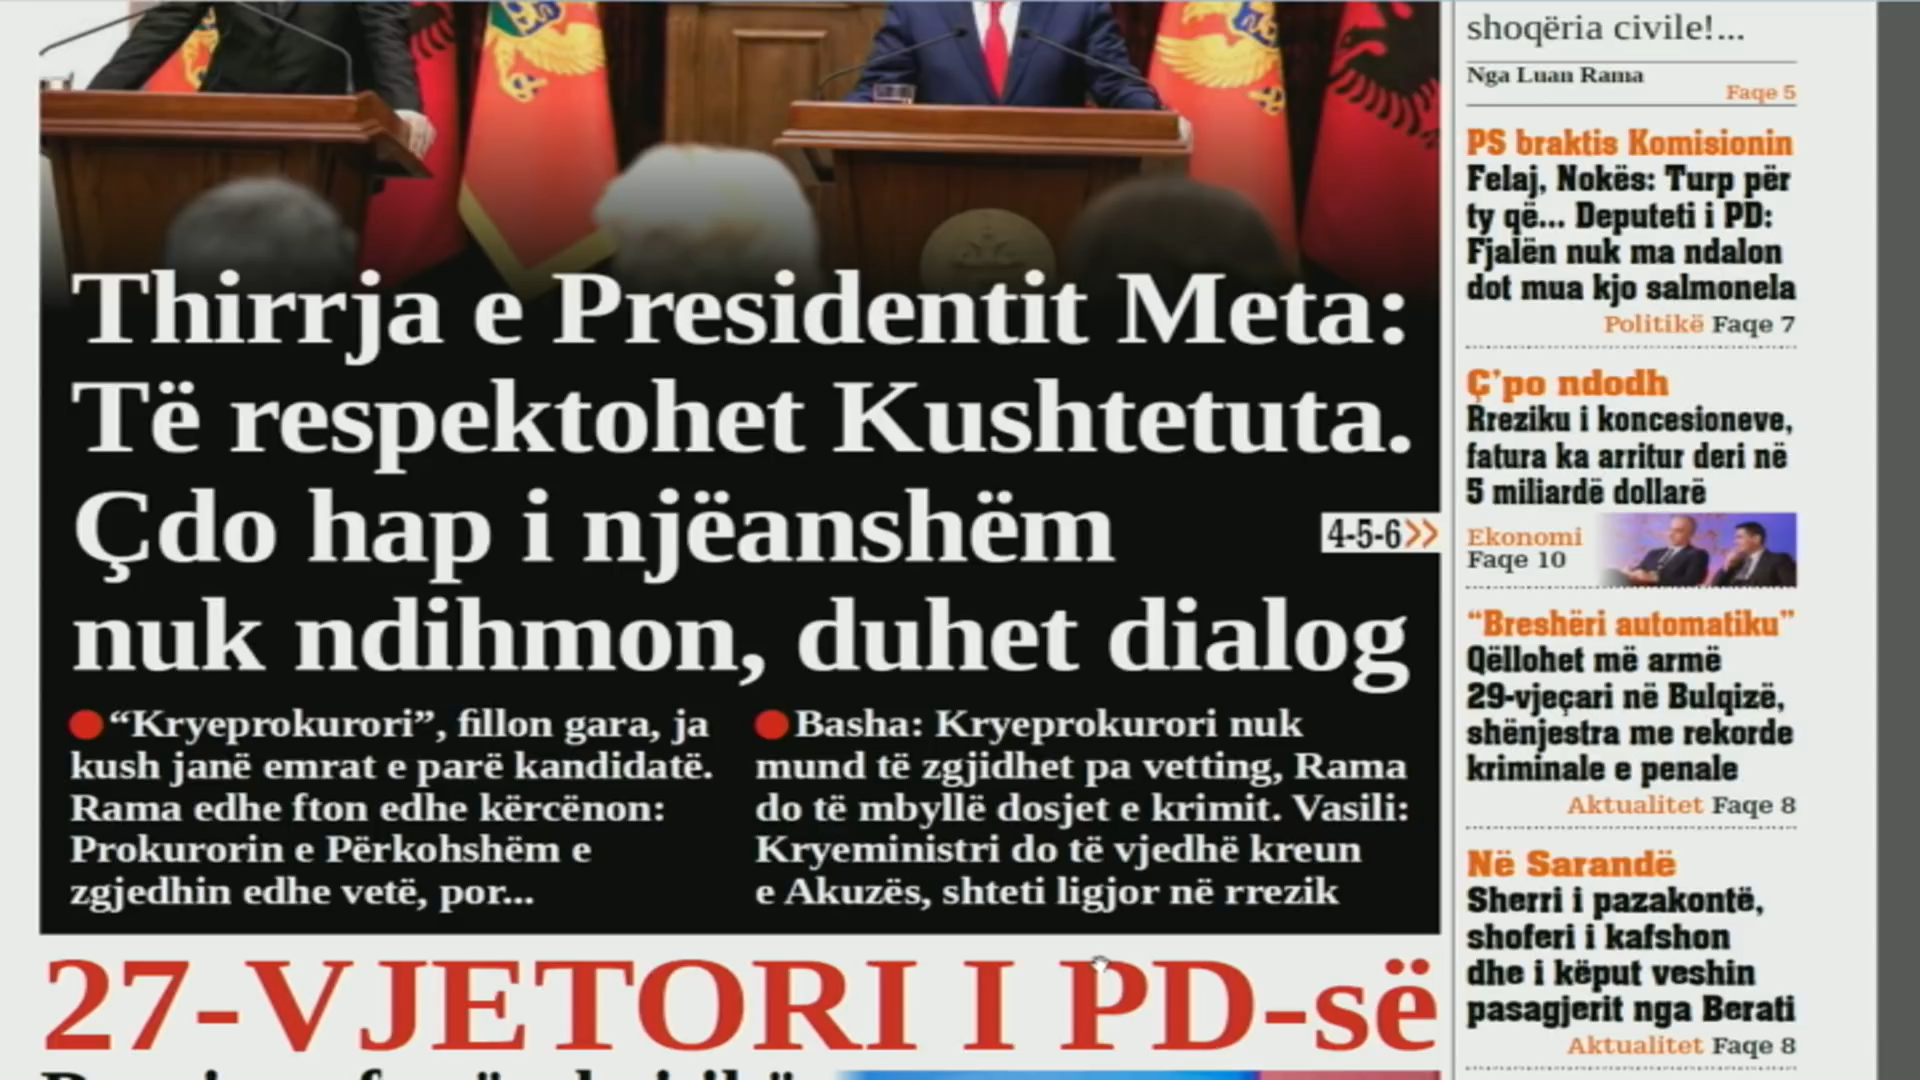 Thirrja e Presidentit Meta:
Të respektohet Kushtetuta.
Çdo hap i njëanshëm
nuk ndihmon, duhet dialog
4-5-6
“Kryeprokurori”, fillon gara, ja
kush janë emrat e parë kandidatë.
Rama edhe fton edhe kërcënon:
Prokurorin e Përkohshëm e
zgjedhin edhe vetë, por...
Basha: Kryeprokurori nuk
mund të zgjidhet pa vetting, Rama
do të mbyllë dosjet e krimit. Vasili:
Kryeministri do të vjedhë kreun
e Akuzës, shteti ligjor në rrezik
27-VJETORI I PD-së
shoqëria civile!...
Nga Luan Rama
Faqe 5
PS braktis Komisionin
Felaj, Nokës: Turp për
ty që... Deputeti i PD:
Fjalën nuk ma ndalon
dot mua kjo salmonela
Politikë Faqe 7
Ç’po ndodh
Rreziku i koncesioneve,
fatura ka arritur deri në
5 miliardë dollarë
Ekonomi
Faqe 10
“Breshëri automatiku”
Qëllohet më armë
29-vjeçari në Bulqizë,
shënjestra me rekorde
kriminale e penale
Aktualitet Faqe 8
Në Sarandë
Sherri i pazakontë,
shoferi i kafshon
dhe i këput veshin
pasagjerit nga Berati
Aktualitet Faqe 8